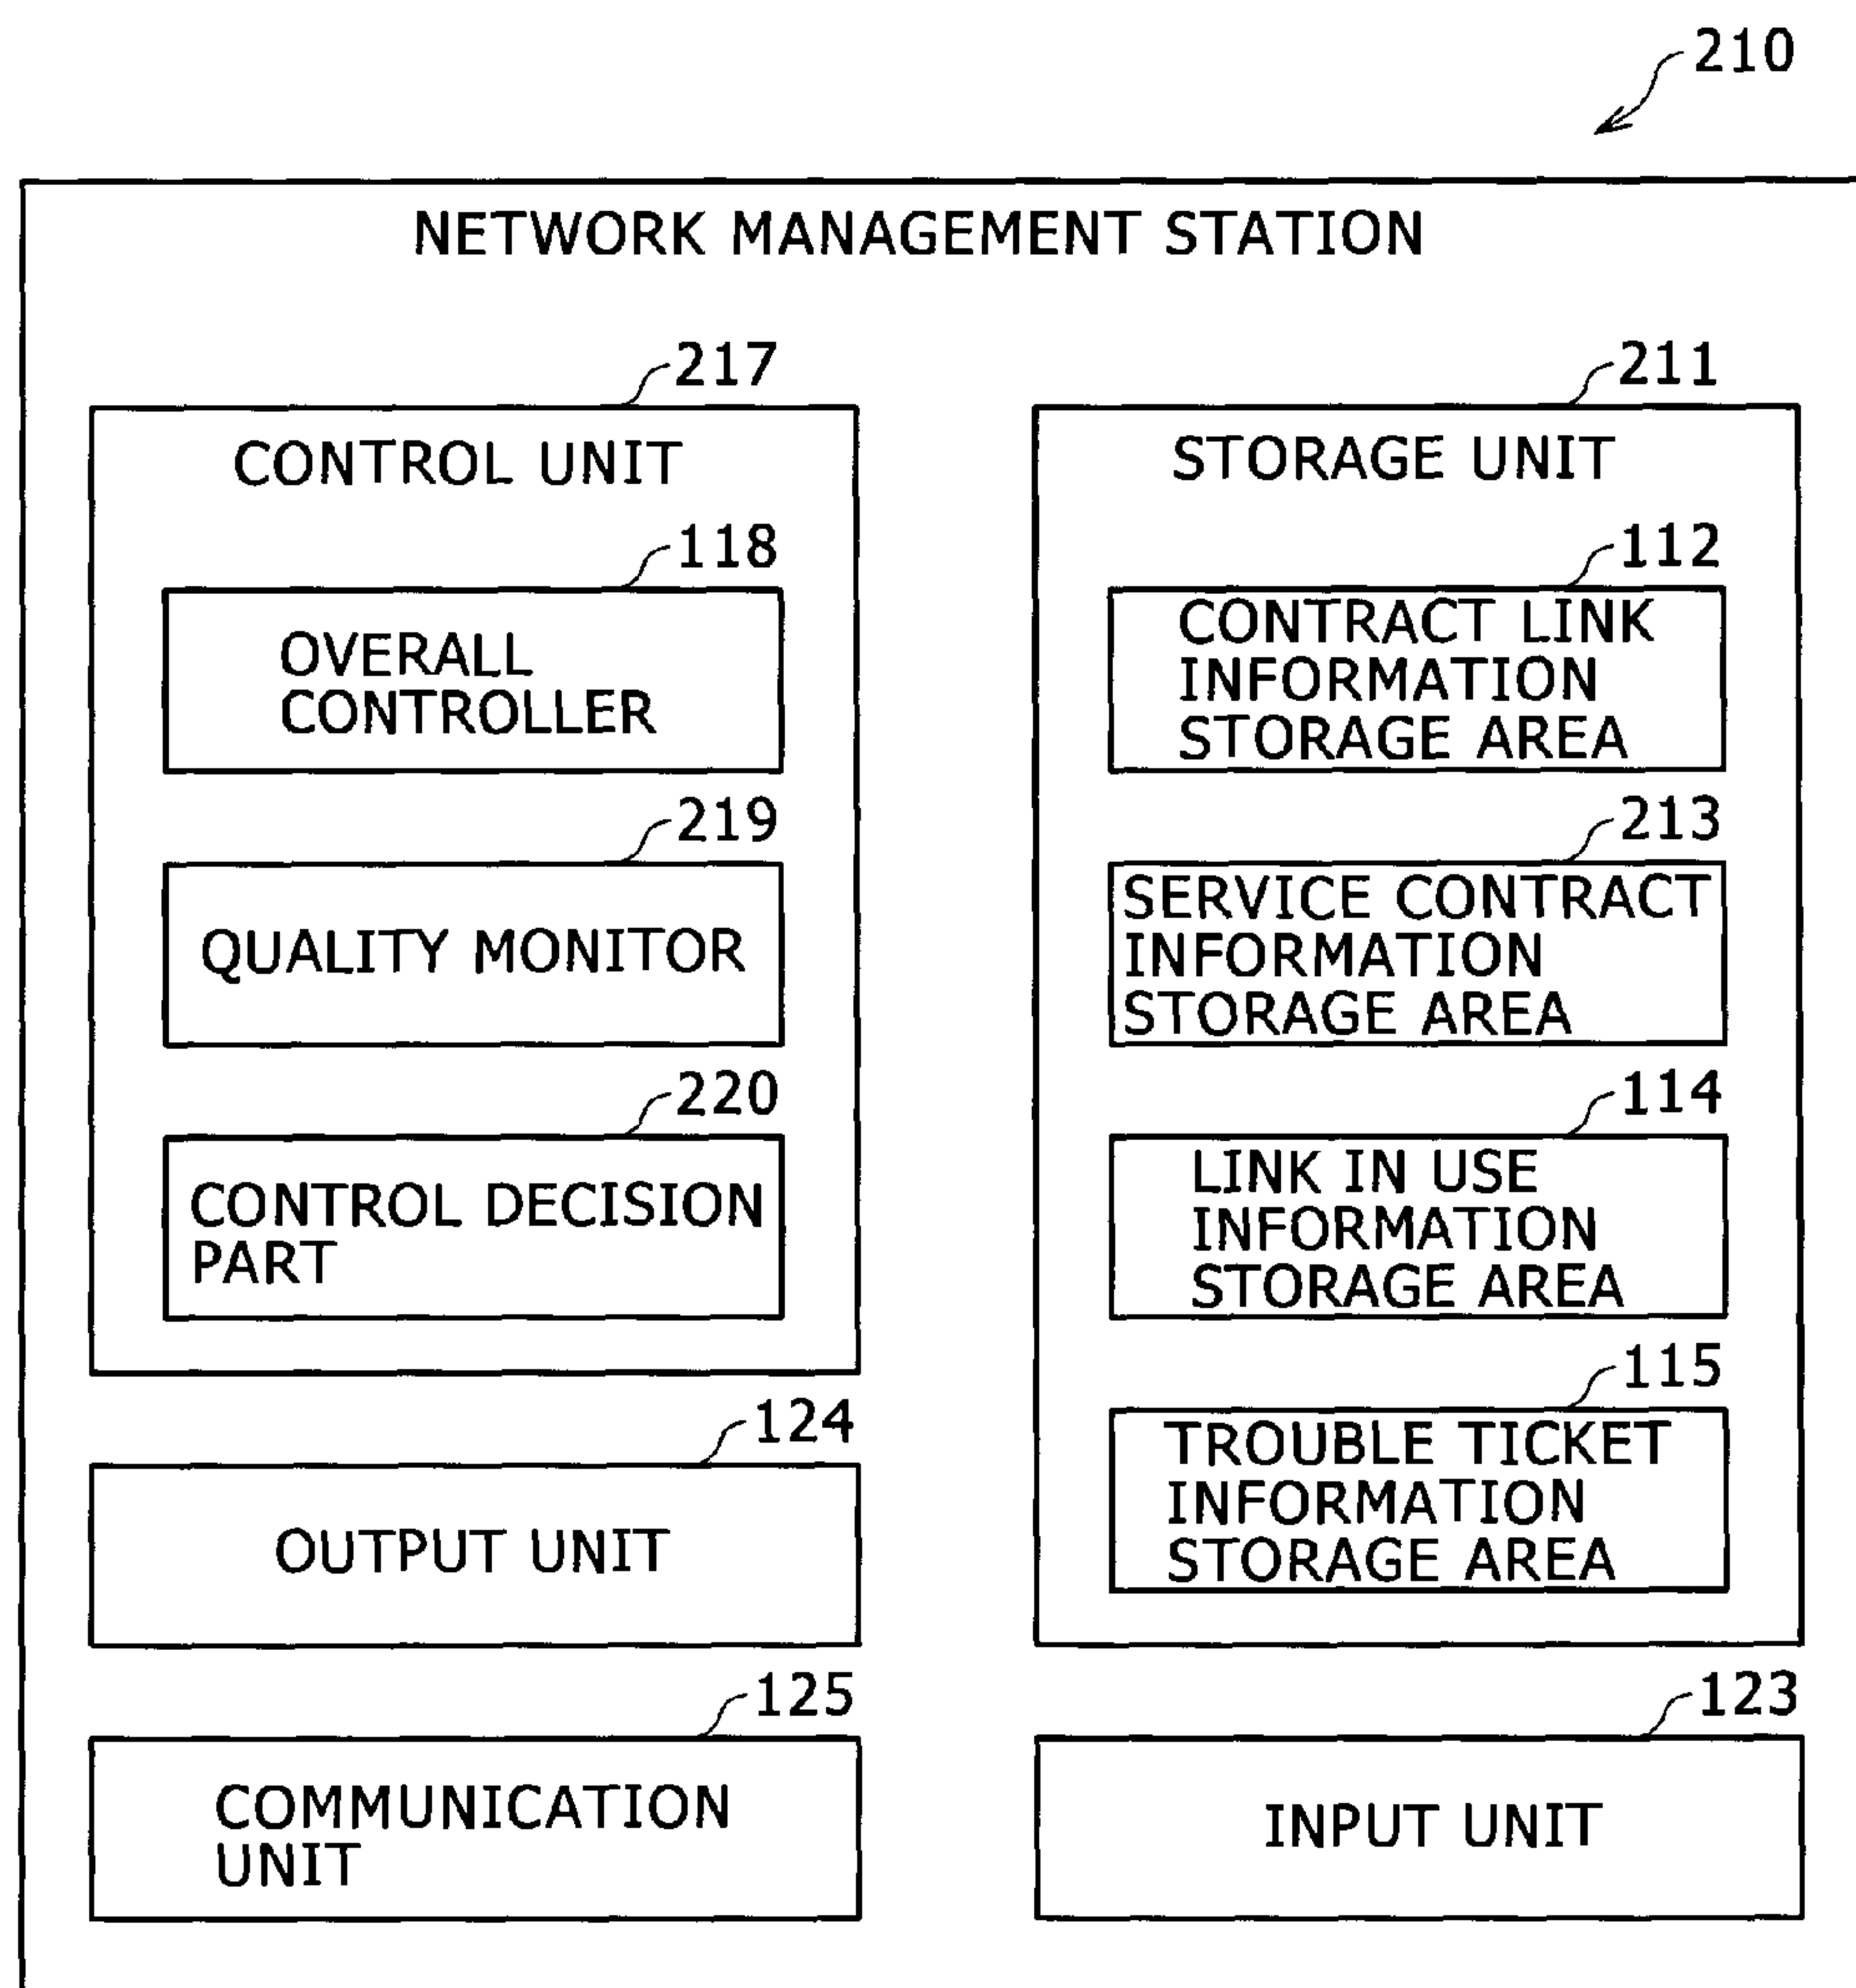 210
NETWORK MANAGEMENT STATION
217
CONTROL UNIT
118
OVERALL
CONTROLLER
219
QUALITY MONITOR
220
CONTROL DECISION
PART
124
OUTPUT UNIT
125
COMMUNICATION
UNIT
211
STORAGE UNIT
112
CONTRACT LINK
INFORMATION
STORAGE AREA
213
SERVICE CONTRACT
INFORMATION
STORAGE AREA
114
LINK IN USE
INFORMATION
STORAGE AREA
115
TROUBLE TICKET
INFORMATION
STORAGE AREA
123
INPUT UNIT